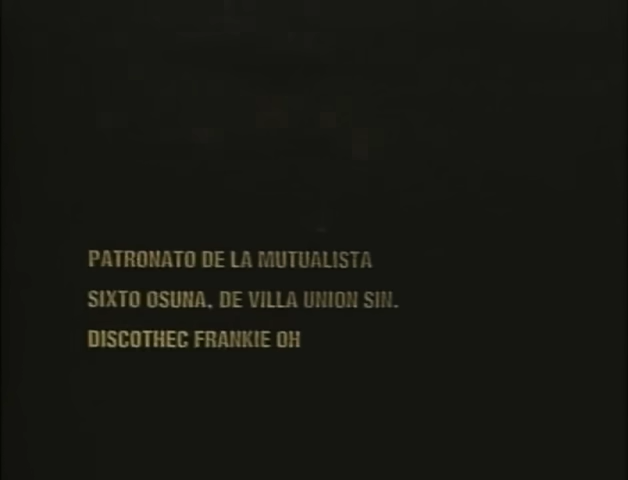 PATRONATO DE LA MUTUALISTA
SIXTO OSUNA, DE VILLA UNION SIN.
DISCOTHEC FRANKIE OH